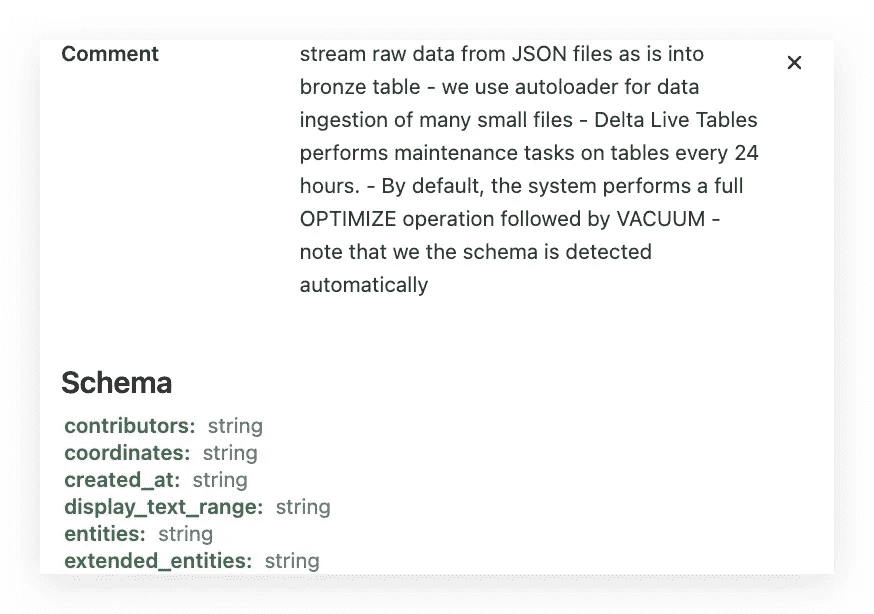 Comment
stream raw data from JSON files as is into
bronze table - we use autoloader for data
ingestion of many small files - Delta Live Tables
performs maintenance tasks on tables every 24
hours. - By default, the system performs a full
OPTIMIZE operation followed by VACUUM -
note that we the schema is detected
automatically
Schema
contributors: string
coordinates: string
created_at: string
display_text_range: string
entities: string
extended_entities: string